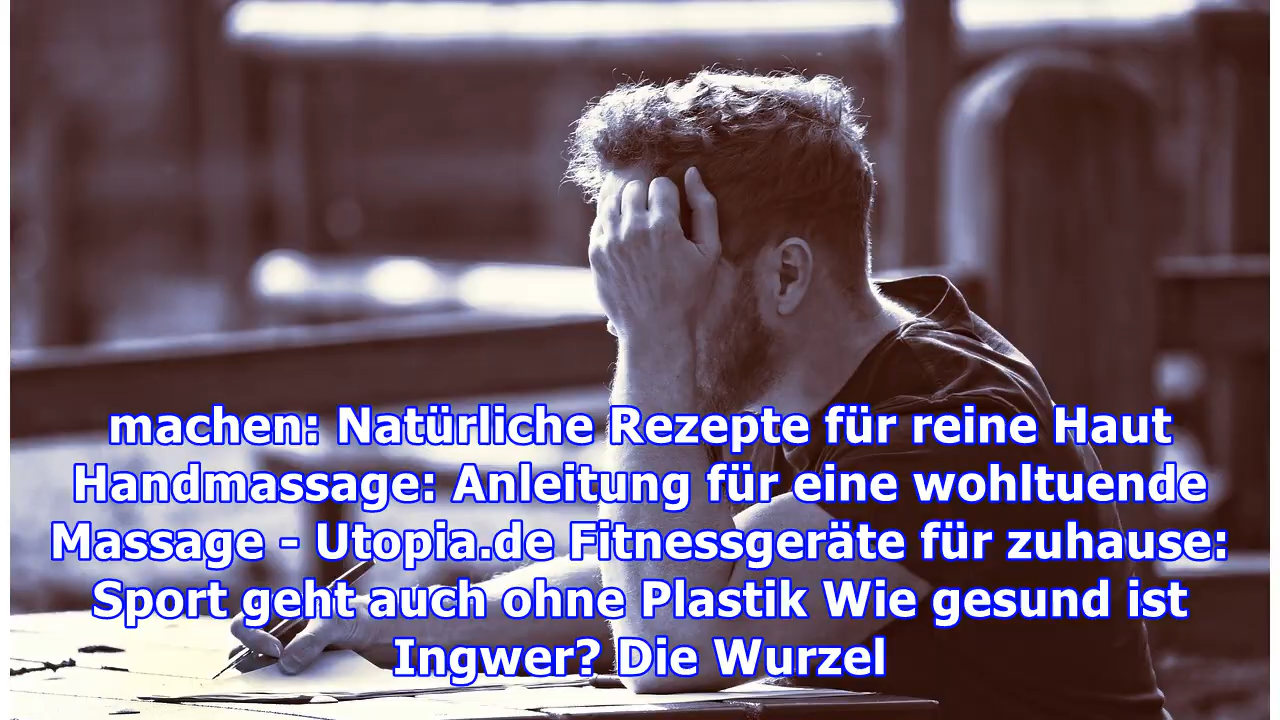 machen: Natürliche Rezepte für reine Haut
Handmassage: Anleitung für eine wohltuende
Massage - Utopia.de Fitnessgeräte für zuhause:
Sport geht auch ohne Plastik Wie gesund ist
Ingwer? Die Wurzel